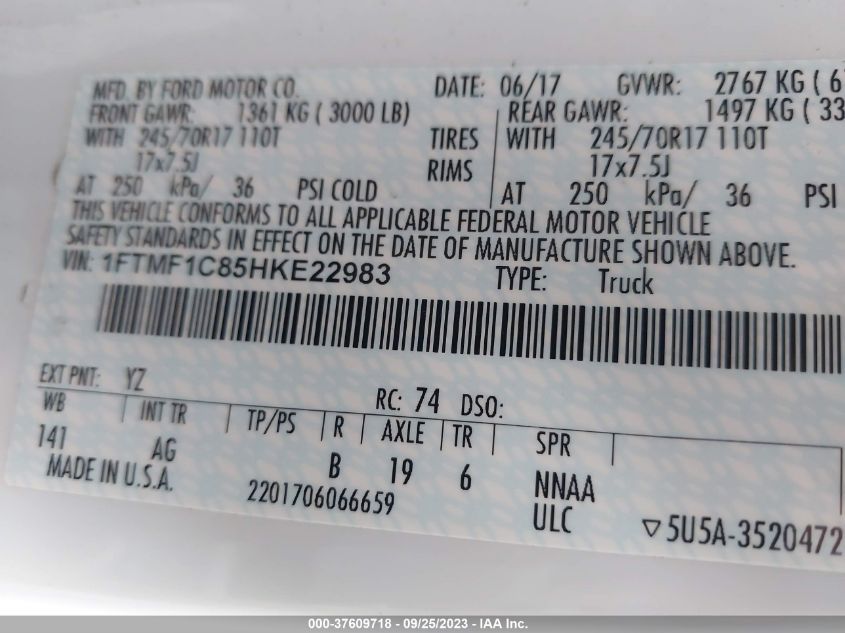 MFD. BY FORD MOTOR CO. DATE: 06/17 GVWR: 2767 KG ( 6
FRONT GAWR: 1361 KG ( 3000 LB) REAR GAWR: 1497 KG ( 33
WITH 245/70R17 110T TIRES WITH 245/70R17 110T
17x7.5J RIMS 17x7.5J
AT 250 kPa/ 36 PSI COLD AT 250 kPa/ 36 PSI
THIS VEHICLE CONFORMS TO ALL APPLICABLE FEDERAL MOTOR VEHICLE
SAFETY STANDARDS IN EFFECT ON THE DATE OF MANUFACTURE SHOWN ABOVE.
VIN: 1FTMF1C85HKE22983 TYPE: Truck
EXT PNT: YZ RC: 74 DSO:
WB INT TR TP/PS R AXLE TR SPR
141 AG B 19 6 NNAA
MADE IN U.S.A. 2201706066659 ULC ▽5U5A-3520472
000-37609718 - 09/25/2023 - IAA Inc.